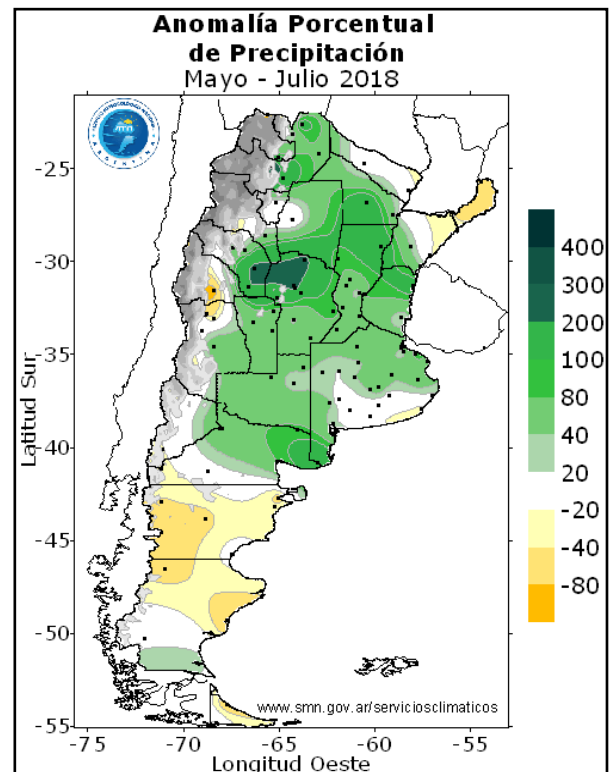 Anomalía Porcentual
de Precipitación
Mayo - Julio 2018
-25
-30
-35
-40
-45
-50
-55
Latitud Sur
-75
-70
-65
-60
-55
Longitud Oeste
400
300
200
100
80
40
20
-20
-40
-80
www.smn.gov.ar/serviciosclimaticos
smn
ARGENTINA